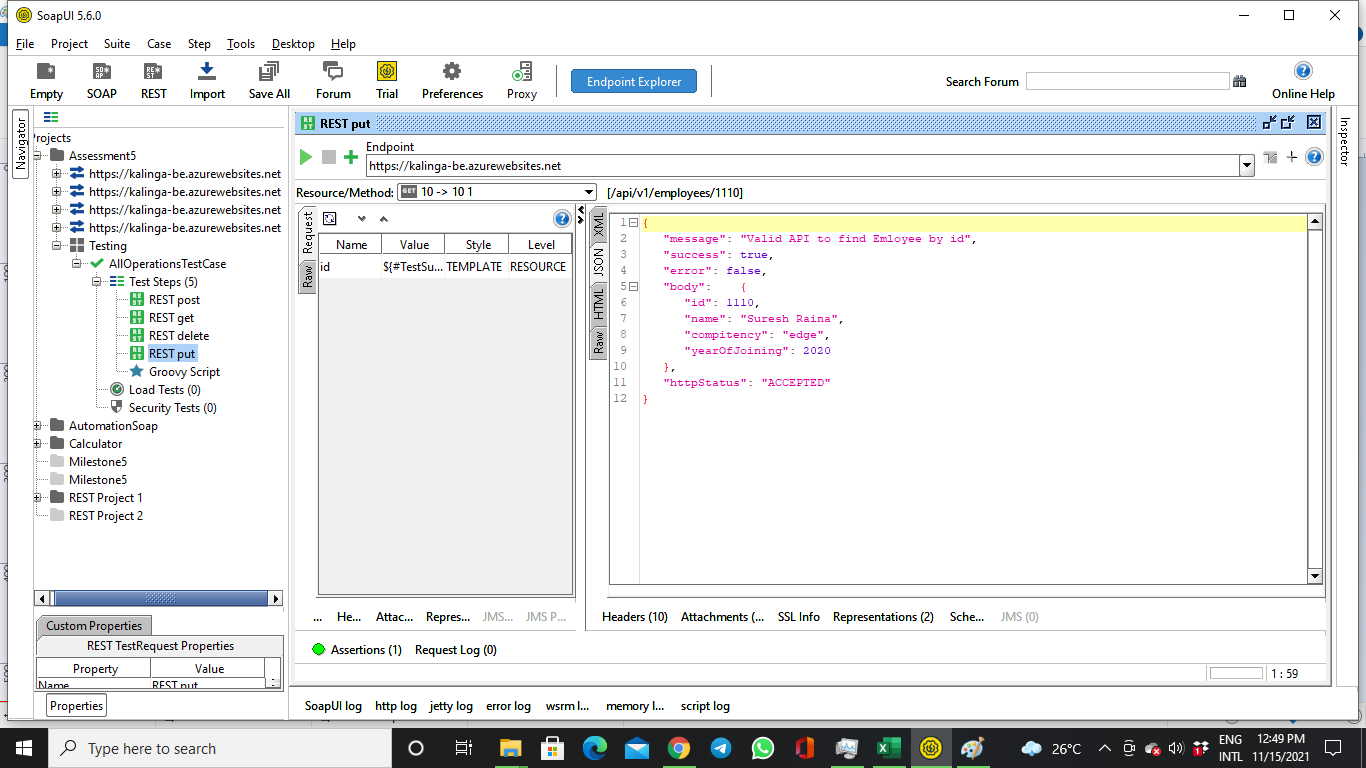 SoapUI 5.6.0
File Project Suite Case Step Tools Desktop Help
Empty SOAP REST Import Save All Forum Trial Preferences Proxy Endpoint Explorer Search Forum Online Help
Navigator
Projects
Assessment5
https://kalinga-be.azurewebsites.net
https://kalinga-be.azurewebsites.net
https://kalinga-be.azurewebsites.net
https://kalinga-be.azurewebsites.net
Testing
AllOperationsTestCase
Test Steps (5)
REST post
REST get
REST delete
REST put
Groovy Script
Load Tests (0)
Security Tests (0)
AutomationSoap
Calculator
Milestone5
Milestone5
REST Project 1
REST Project 2
Custom Properties
REST TestRequest Properties
Property Value
Name REST put
Properties
REST put
Endpoint
https://kalinga-be.azurewebsites.net
Resource/Method: GET 10 -> 10 1 [/api/v1/employees/1110]
Request
Raw
Name Value Style Level
id ${#TestSu... TEMPLATE RESOURCE
... He... Attac... Repres... JMS... JMS P...
XML
JSON
HTML
Raw
1 {
2 "message": "Valid API to find Emloyee by id",
3 "success": true,
4 "error": false,
5 "body": {
6 "id": 1110,
7 "name": "Suresh Raina",
8 "compitency": "edge",
9 "yearOfJoining": 2020
10 },
11 "httpStatus": "ACCEPTED"
12 }
Headers (10) Attachments (... SSL Info Representations (2) Sche... JMS (0)
Assertions (1) Request Log (0)
1 : 59
Inspector
SoapUI log http log jetty log error log wsrm l... memory l... script log
Type here to search
26°C
ENG
INTL
12:49 PM
11/15/2021